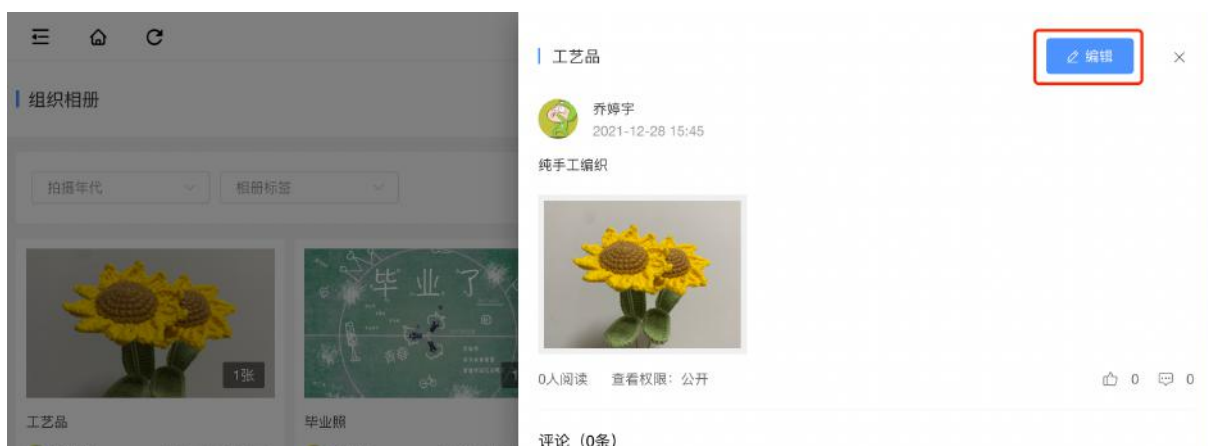 组织相册
拍摄年代
相册标签
毕业了
1张
工艺品
毕业照
工艺品
编辑
乔婷宇
2021-12-28 15:45
纯手工编织
0人阅读 查看权限：公开
0 0
评论（0条）